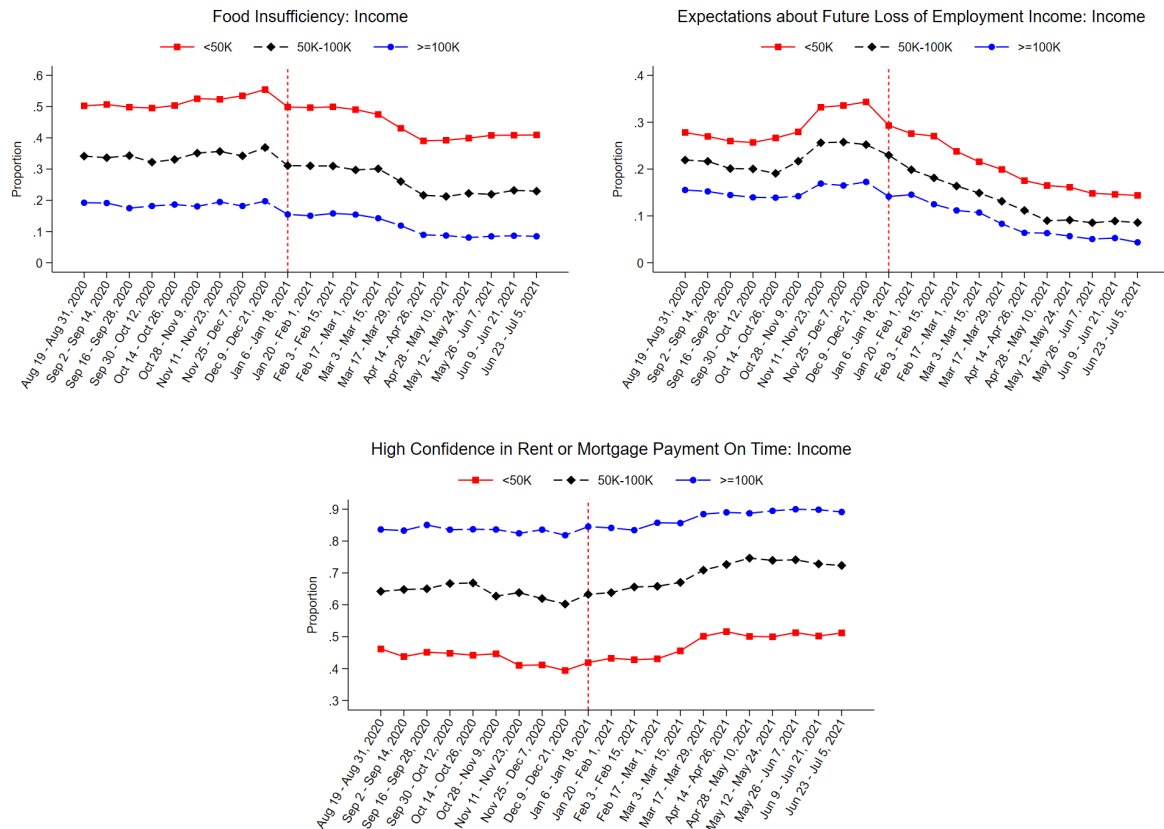 Food Insufficiency: Income
<50K 50K-100K >=100K
Proportion
.6
.5
.4
.3
.2
.1
0
Aug 19 - Aug 31, 2020
Sep 2 - Sep 14, 2020
Sep 16 - Sep 28, 2020
Sep 30 - Oct 12, 2020
Oct 14 - Oct 26, 2020
Oct 28 - Nov 9, 2020
Nov 11 - Nov 23, 2020
Nov 25 - Dec 7, 2020
Dec 9 - Dec 21, 2020
Jan 6 - Jan 18, 2021
Jan 20 - Feb 1, 2021
Feb 3 - Feb 15, 2021
Feb 17 - Mar 1, 2021
Mar 3 - Mar 15, 2021
Mar 17 - Mar 29, 2021
Apr 14 - Apr 26, 2021
Apr 28 - May 10, 2021
May 12 - May 24, 2021
May 26 - Jun 7, 2021
Jun 9 - Jun 21, 2021
Jun 23 - Jul 5, 2021
Expectations about Future Loss of Employment Income: Income
<50K 50K-100K >=100K
Proportion
.4
.3
.2
.1
0
Aug 19 - Aug 31, 2020
Sep 2 - Sep 14, 2020
Sep 16 - Sep 28, 2020
Sep 30 - Oct 12, 2020
Oct 14 - Oct 26, 2020
Oct 28 - Nov 9, 2020
Nov 11 - Nov 23, 2020
Nov 25 - Dec 7, 2020
Dec 9 - Dec 21, 2020
Jan 6 - Jan 18, 2021
Jan 20 - Feb 1, 2021
Feb 3 - Feb 15, 2021
Feb 17 - Mar 1, 2021
Mar 3 - Mar 15, 2021
Mar 17 - Mar 29, 2021
Apr 14 - Apr 26, 2021
Apr 28 - May 10, 2021
May 12 - May 24, 2021
May 26 - Jun 7, 2021
Jun 9 - Jun 21, 2021
Jun 23 - Jul 5, 2021
High Confidence in Rent or Mortgage Payment On Time: Income
<50K 50K-100K >=100K
Proportion
.9
.8
.7
.6
.5
.4
.3
Aug 19 - Aug 31, 2020
Sep 2 - Sep 14, 2020
Sep 16 - Sep 28, 2020
Sep 30 - Oct 12, 2020
Oct 14 - Oct 26, 2020
Oct 28 - Nov 9, 2020
Nov 11 - Nov 23, 2020
Nov 25 - Dec 7, 2020
Dec 9 - Dec 21, 2020
Jan 6 - Jan 18, 2021
Jan 20 - Feb 1, 2021
Feb 3 - Feb 15, 2021
Feb 17 - Mar 1, 2021
Mar 3 - Mar 15, 2021
Mar 17 - Mar 29, 2021
Apr 14 - Apr 26, 2021
Apr 28 - May 10, 2021
May 12 - May 24, 2021
May 26 - Jun 7, 2021
Jun 9 - Jun 21, 2021
Jun 23 - Jul 5, 2021